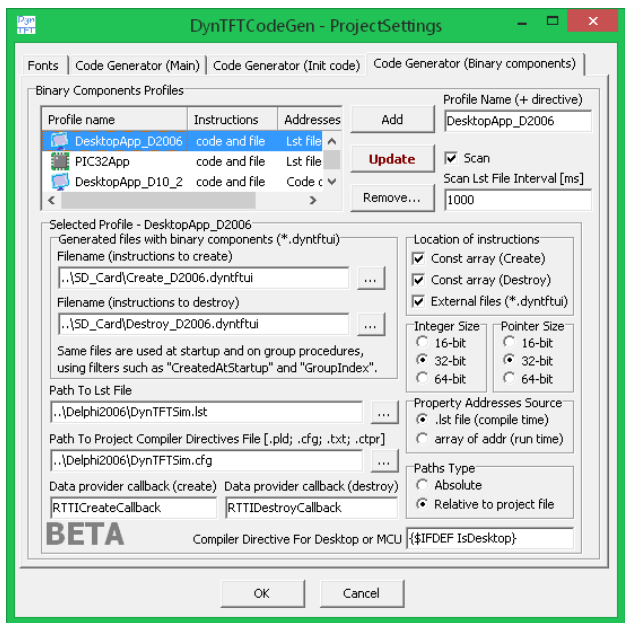 Dyn
TFT
DynTFTCodeGen - ProjectSettings
Fonts
Code Generator (Main)
Code Generator (Init code)
Code Generator (Binary components)
Binary Components Profiles
Profile name
Instructions
Addresses
DesktopApp_D2006
code and file
Lst file
PIC32App
code and file
Lst file
DesktopApp_D10_2
code and file
Code c
Add
Update
Remove...
Profile Name (+ directive)
DesktopApp_D2006
Scan
Scan Lst File Interval [ms]
1000
Selected Profile - DesktopApp_D2006
Generated files with binary components (*.dyntftui)
Filename (instructions to create)
..\SD_Card\Create_D2006.dyntftui
...
Filename (instructions to destroy)
..\SD_Card\Destroy_D2006.dyntftui
...
Same files are used at startup and on group procedures,
using filters such as "CreatedAtStartup" and "GroupIndex".
Path To Lst File
..\Delphi2006\DynTFTSim.lst
...
Path To Project Compiler Directives File [.pld; .cfg; .txt; .ctpr]
..\Delphi2006\DynTFTSim.cfg
...
Data provider callback (create)
Data provider callback (destroy)
RTTICreateCallback
RTTIDestroyCallback
Location of instructions
Const array (Create)
Const array (Destroy)
External files (*.dyntftui)
Integer Size
16-bit
32-bit
64-bit
Pointer Size
16-bit
32-bit
64-bit
Property Addresses Source
.lst file (compile time)
array of addr (run time)
Paths Type
Absolute
Relative to project file
BETA
Compiler Directive For Desktop or MCU
{$IFDEF IsDesktop}
OK
Cancel